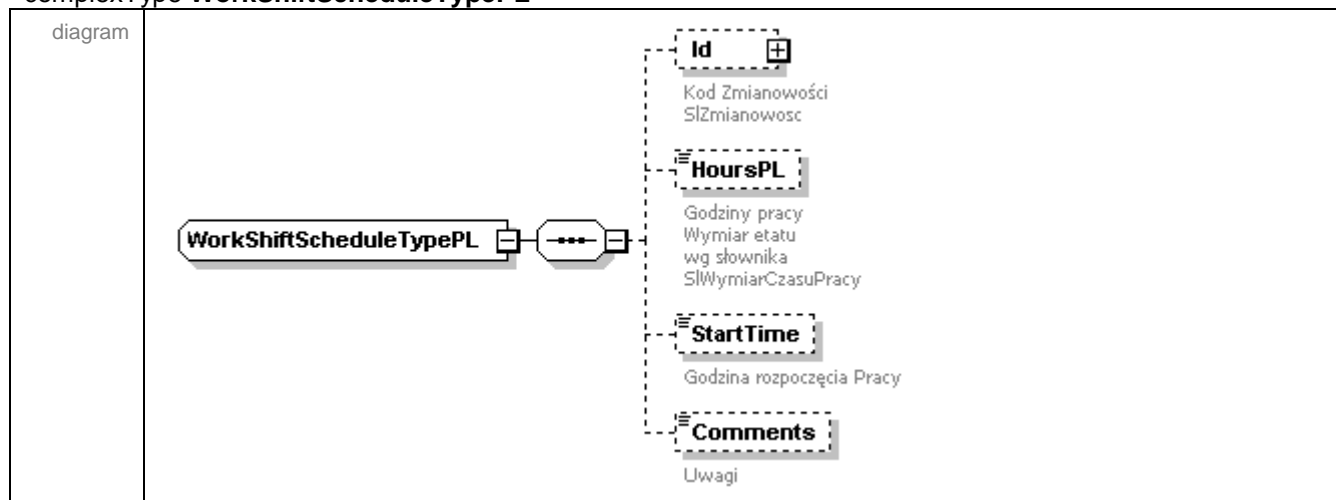 complexType WorkShiftScheduleTypePL
diagram
Id
Kod Zmianowości
SlZmianowosc
HoursPL
Godziny pracy
Wymiar etatu
wg słownika
SlWymiarCzasuPracy
WorkShiftScheduleTypePL
StartTime
Godzina rozpoczęcia Pracy
Comments
Uwagi